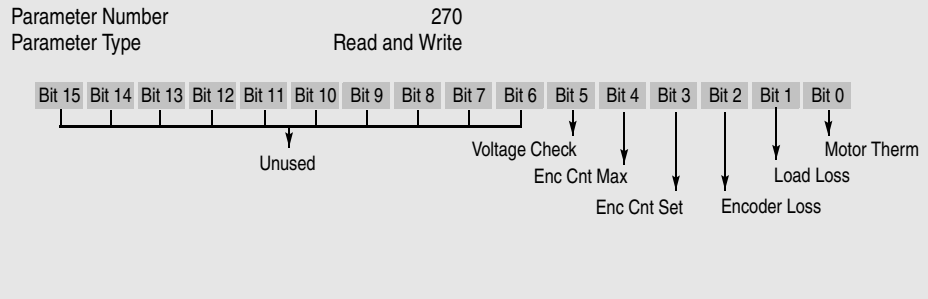 Parameter Number 270
Parameter Type Read and Write
Bit 15 Bit 14 Bit 13 Bit 12 Bit 11 Bit 10 Bit 9 Bit 8 Bit 7 Bit 6 Bit 5 Bit 4 Bit 3 Bit 2 Bit 1 Bit 0
Unused Voltage Check Motor Therm
Enc Cnt Max Load Loss
Enc Cnt Set Encoder Loss